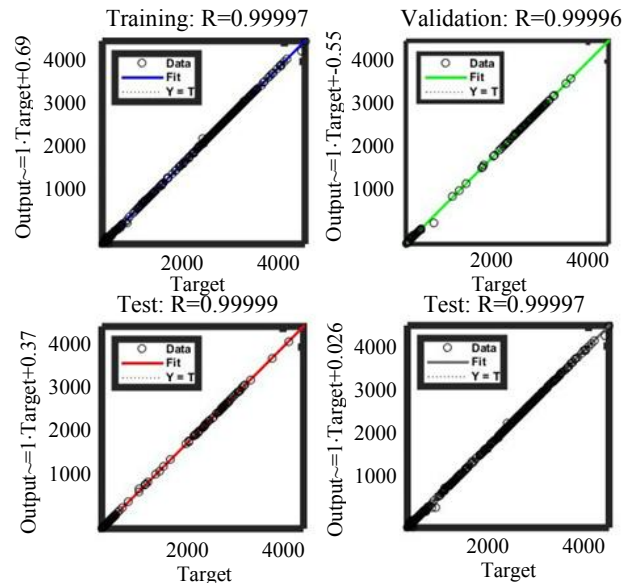 Training: R=0.99997
Output~=1·Target+0.69
4000
3000
2000
1000
Data
Fit
Y = T
2000
4000
Target
Validation: R=0.99996
Output~=1·Target+-0.55
4000
3000
2000
1000
Data
Fit
Y = T
2000
4000
Target
Test: R=0.99999
Output~=1·Target+0.37
4000
3000
2000
1000
Data
Fit
Y = T
2000
4000
Target
Test: R=0.99997
Output~=1·Target+0.026
4000
3000
2000
1000
Data
Fit
Y = T
2000
4000
Target